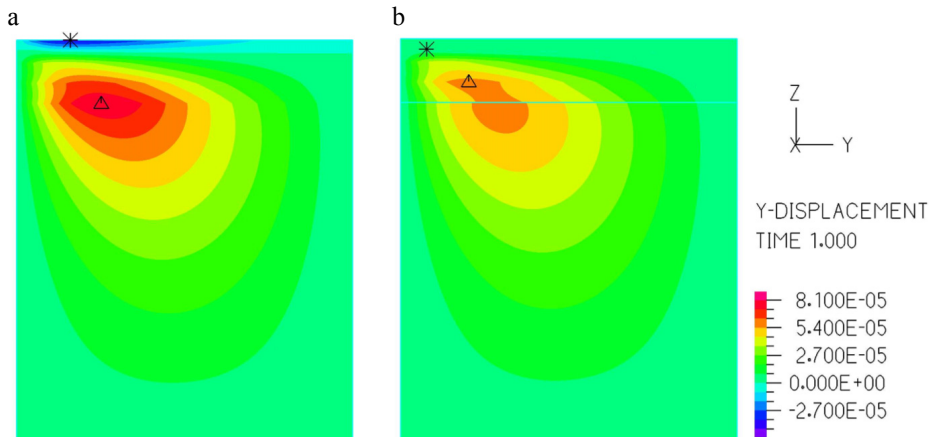 a
b
Z
X
Y
Y-DISPLACEMENT
TIME 1.000
8.100E-05
5.400E-05
2.700E-05
0.000E+00
-2.700E-05